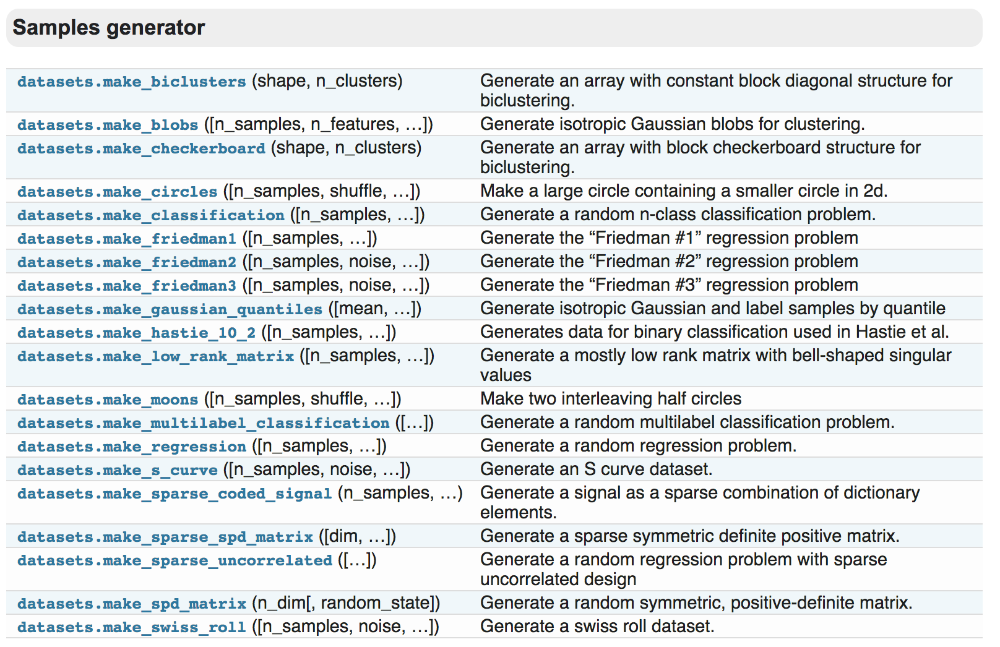 Samples generator
datasets.make_biclusters (shape, n_clusters) Generate an array with constant block diagonal structure for
biclustering.
datasets.make_blobs ([n_samples, n_features, …]) Generate isotropic Gaussian blobs for clustering.
datasets.make_checkerboard (shape, n_clusters) Generate an array with block checkerboard structure for
biclustering.
datasets.make_circles ([n_samples, shuffle, …]) Make a large circle containing a smaller circle in 2d.
datasets.make_classification ([n_samples, …]) Generate a random n-class classification problem.
datasets.make_friedman1 ([n_samples, …]) Generate the “Friedman #1” regression problem
datasets.make_friedman2 ([n_samples, noise, …]) Generate the “Friedman #2” regression problem
datasets.make_friedman3 ([n_samples, noise, …]) Generate the “Friedman #3” regression problem
datasets.make_gaussian_quantiles ([mean, …]) Generate isotropic Gaussian and label samples by quantile
datasets.make_hastie_10_2 ([n_samples, …]) Generates data for binary classification used in Hastie et al.
datasets.make_low_rank_matrix ([n_samples, …]) Generate a mostly low rank matrix with bell-shaped singular
values
datasets.make_moons ([n_samples, shuffle, …]) Make two interleaving half circles
datasets.make_multilabel_classification ([…]) Generate a random multilabel classification problem.
datasets.make_regression ([n_samples, …]) Generate a random regression problem.
datasets.make_s_curve ([n_samples, noise, …]) Generate an S curve dataset.
datasets.make_sparse_coded_signal (n_samples, …) Generate a signal as a sparse combination of dictionary
elements.
datasets.make_sparse_spd_matrix ([dim, …]) Generate a sparse symmetric definite positive matrix.
datasets.make_sparse_uncorrelated ([…]) Generate a random regression problem with sparse
uncorrelated design
datasets.make_spd_matrix (n_dim[, random_state]) Generate a random symmetric, positive-definite matrix.
datasets.make_swiss_roll ([n_samples, noise, …]) Generate a swiss roll dataset.